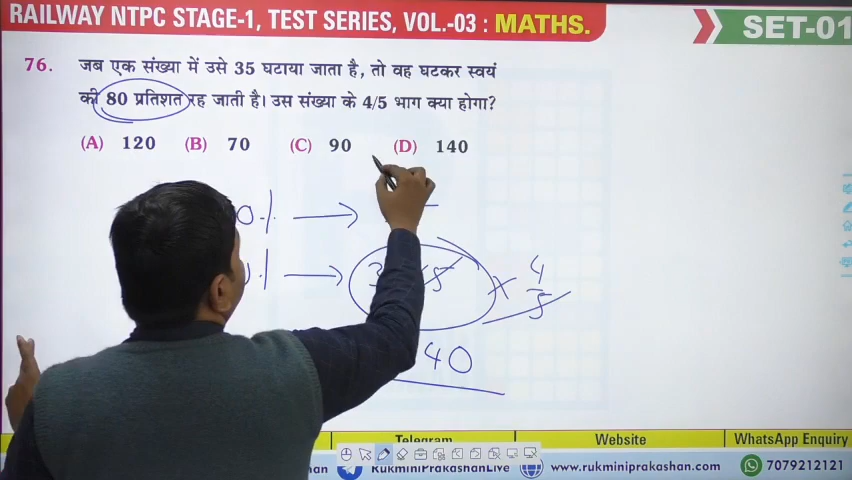 RAILWAY NTPC STAGE-1, TEST SERIES, VOL.-03 : MATHS.
SET-01
76. जब एक संख्या में उसे 35 घटाया जाता है, तो वह घटकर स्वयं
की 80 प्रतिशत रह जाती है। उस संख्या के 4/5 भाग क्या होगा?
(A) 120 (B) 70 (C) 90 (D) 140
0%
% × 4/5
40
Telegram Website WhatsApp Enquiry
RukminiPrakashanLive www.rukminiprakashan.com 7079212121